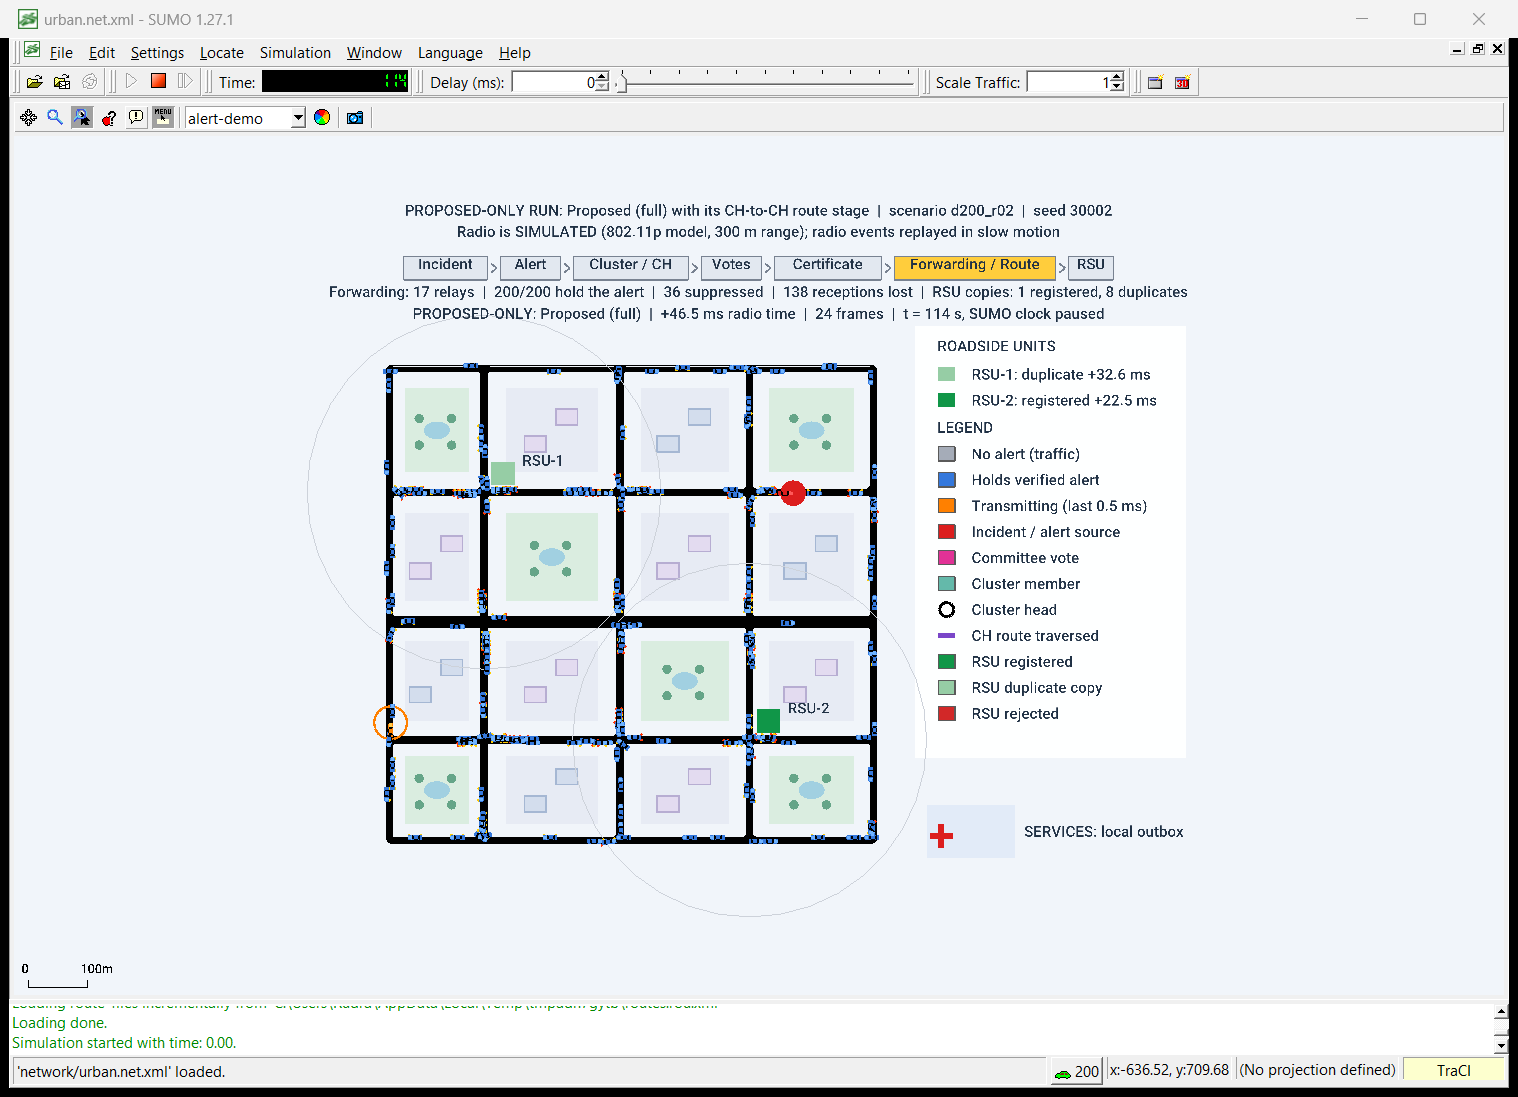 urban.net.xml - SUMO 1.27.1
File Edit Settings Locate Simulation Window Language Help
Time: 114 Delay (ms): 0 Scale Traffic: 1
MENU alert-demo
PROPOSED-ONLY RUN: Proposed (full) with its CH-to-CH route stage | scenario d200_r02 | seed 30002
Radio is SIMULATED (802.11p model, 300 m range); radio events replayed in slow motion
Incident > Alert > Cluster / CH > Votes > Certificate > Forwarding / Route > RSU
Forwarding: 17 relays | 200/200 hold the alert | 36 suppressed | 138 receptions lost | RSU copies: 1 registered, 8 duplicates
PROPOSED-ONLY: Proposed (full) | +46.5 ms radio time | 24 frames | t = 114 s, SUMO clock paused
ROADSIDE UNITS
RSU-1: duplicate +32.6 ms
RSU-2: registered +22.5 ms
LEGEND
No alert (traffic)
Holds verified alert
Transmitting (last 0.5 ms)
Incident / alert source
Committee vote
Cluster member
Cluster head
CH route traversed
RSU registered
RSU duplicate copy
RSU rejected
RSU-1
RSU-2
SERVICES: local outbox
0 100m
Loading done.
Simulation started with time: 0.00.
'network/urban.net.xml' loaded.
200 x:-636.52, y:709.68 (No projection defined) TraCI